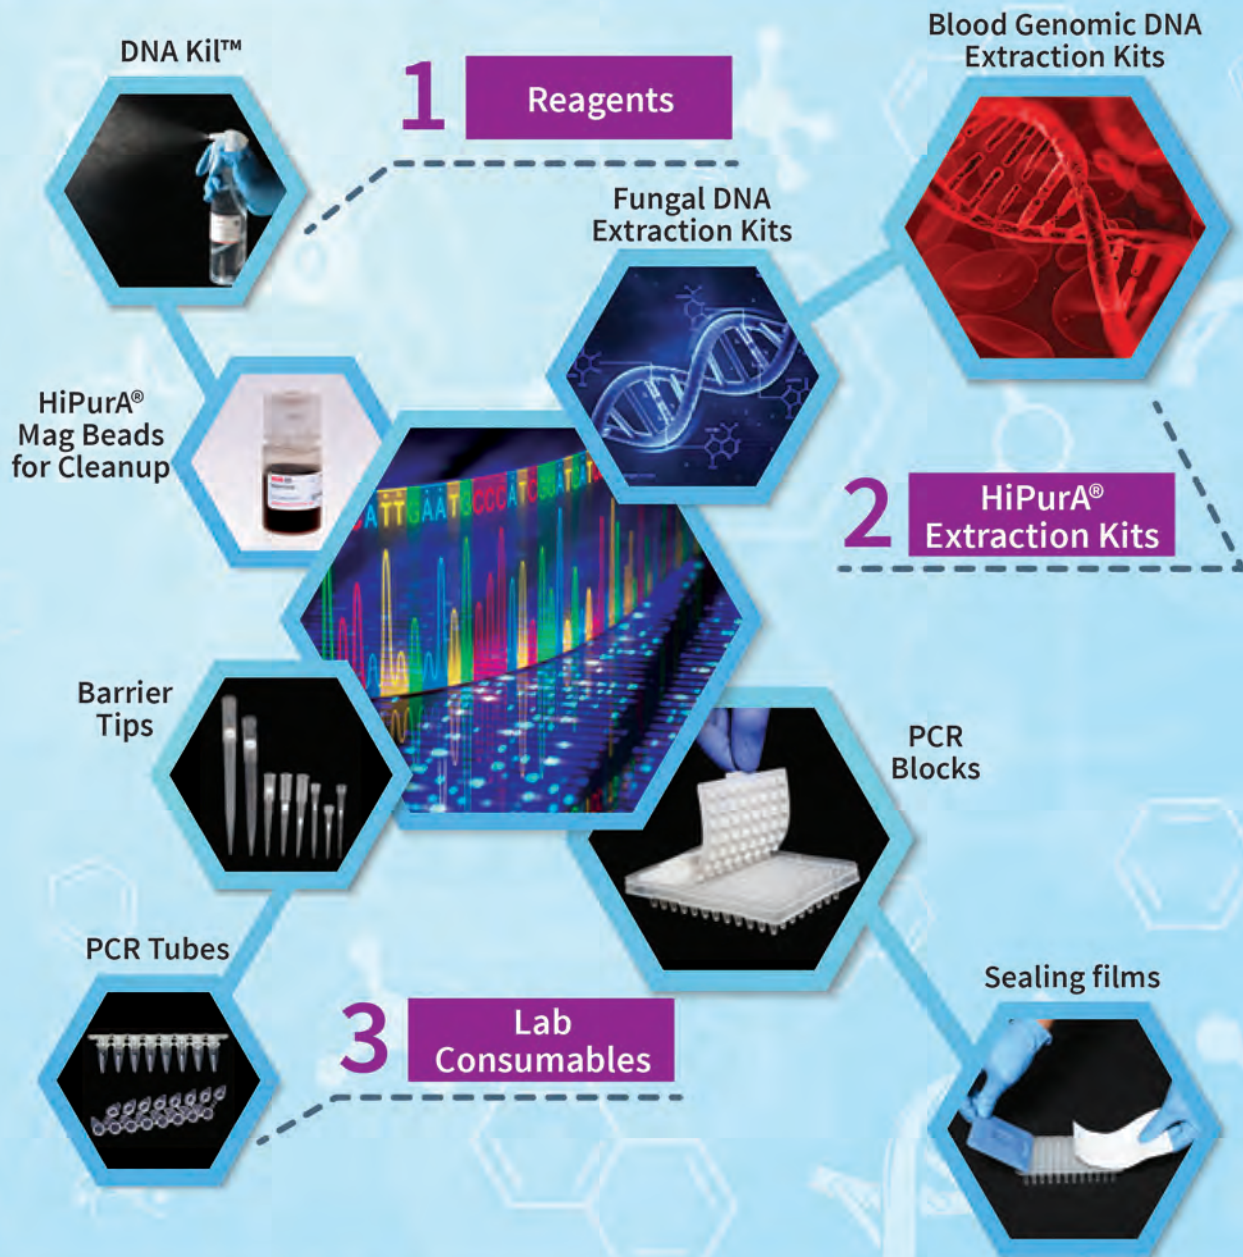 DNA Kil™
1
Reagents
Blood Genomic DNA
Extraction Kits
Fungal DNA
Extraction Kits
HiPurA®
Mag Beads
for Cleanup
2
HiPurA®
Extraction Kits
Barrier
Tips
PCR
Blocks
PCR Tubes
3
Lab
Consumables
Sealing films